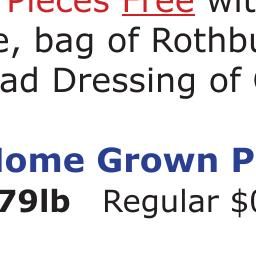 Pieces Free wit
e, bag of Rothbu
ad Dressing of
Home Grown P
79lb Regular $0